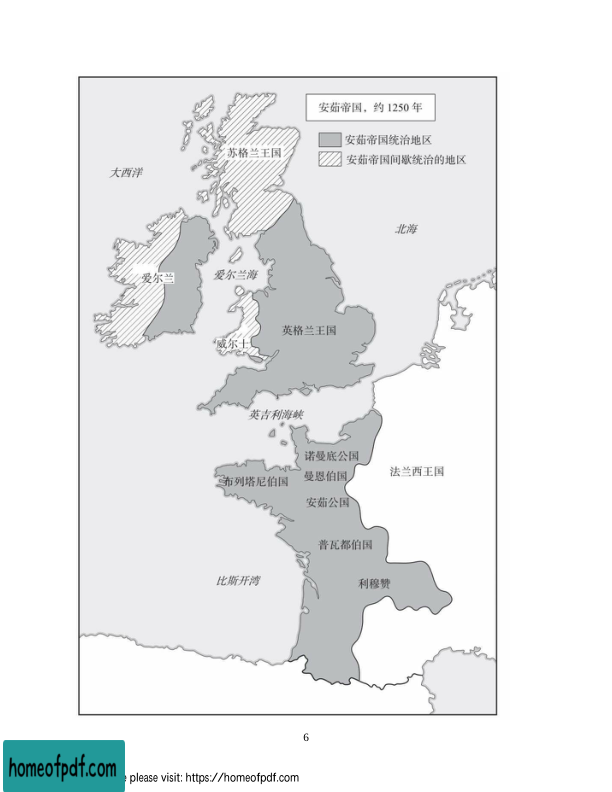 安茹帝国，约 1250 年
安茹帝国统治地区
安茹帝国间歇统治的地区
苏格兰王国
大西洋
北海
爱尔兰
爱尔兰海
英格兰王国
威尔士
英吉利海峡
诺曼底公国
法兰西王国
曼恩伯国
布列塔尼伯国
安茹公国
普瓦都伯国
比斯开湾
利穆赞
6
homeofpdf.com
please visit: https://homeofpdf.com